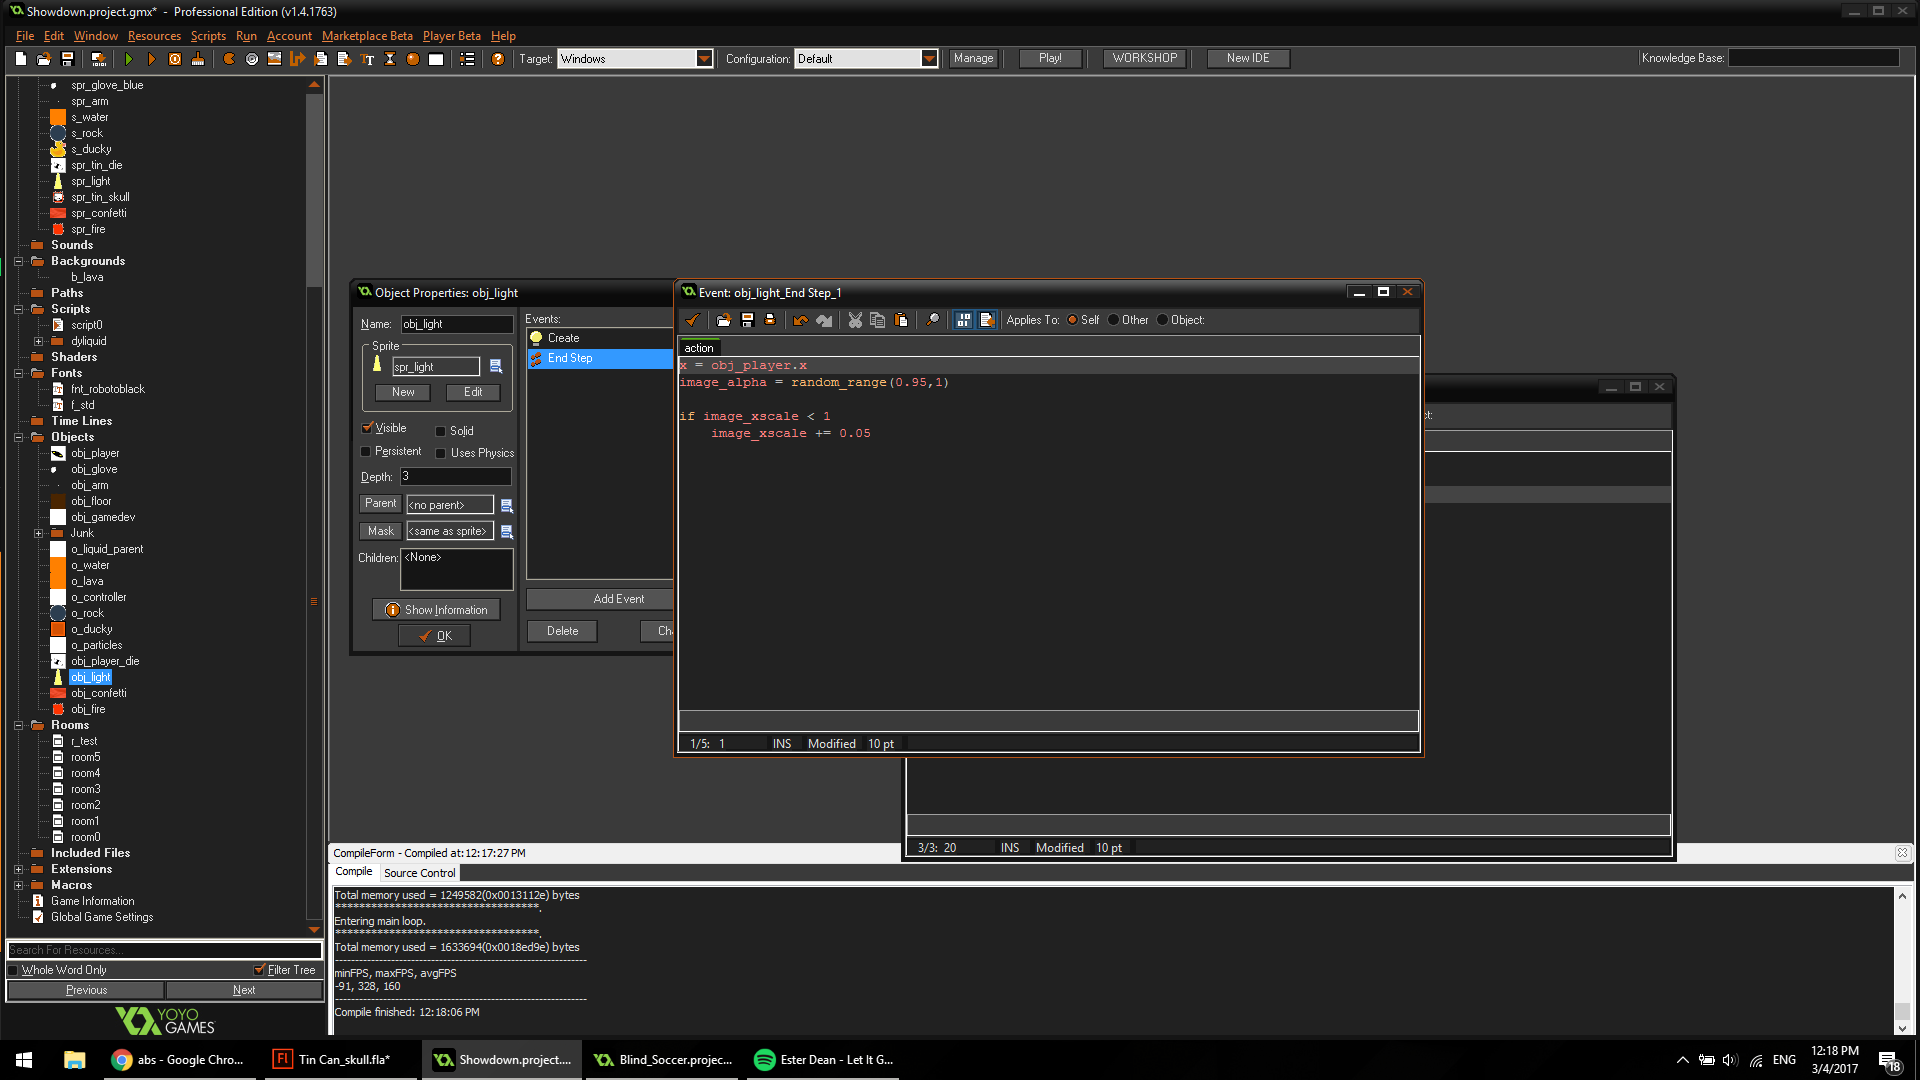 Showdown.project.gmx* - Professional Edition (v1.4.1763)
File Edit Window Resources Scripts Run Account Marketplace Beta Player Beta Help
Target: Windows Configuration: Default Manage Play! WORKSHOP New IDE Knowledge Base:
spr_glove_blue
spr_arm
s_water
s_rock
s_ducky
spr_tin_die
spr_light
spr_tin_skull
spr_confetti
spr_fire
Sounds
Backgrounds
b_lava
Paths
Scripts
script0
dyliquid
Shaders
Fonts
fnt_robotoblack
f_std
Time Lines
Objects
obj_player
obj_glove
obj_arm
obj_floor
obj_gamedev
Junk
o_liquid_parent
o_water
o_lava
o_controller
o_rock
o_ducky
o_particles
obj_player_die
obj_light
obj_confetti
obj_fire
Rooms
r_test
room5
room4
room3
room2
room1
room0
Included Files
Extensions
Macros
Game Information
Global Game Settings
Search For Resources...
Whole Word Only Filter Tree
Previous Next
YOYO
GAMES
Object Properties: obj_light
Name: obj_light
Sprite
spr_light
New Edit
Visible Solid
Persistent Uses Physics
Depth: 3
Parent <no parent>
Mask <same as sprite>
Children: <None>
Show Information
OK
Events:
Create
End Step
Add Event
Delete Ch
Event: obj_light_End Step_1
Applies To: Self Other Object:
action
x = obj_player.x
image_alpha = random_range(0.95,1)
if image_xscale < 1
image_xscale += 0.05
1/5: 1 INS Modified 10 pt
ct:
3/3: 20 INS Modified 10 pt
CompileForm - Compiled at:12:17:27 PM
Compile Source Control
Total memory used = 1249582(0x0013112e) bytes
***********************************.
Entering main loop.
***********************************.
Total memory used = 1633694(0x0018ed9e) bytes
minFPS, maxFPS, avgFPS
-91, 328, 160
Compile finished: 12:18:06 PM
abs - Google Chro...
Fl Tin Can_skull.fla*
Showdown.project....
Blind_Soccer.projec...
Ester Dean - Let It G...
ENG
12:18 PM
3/4/2017
18